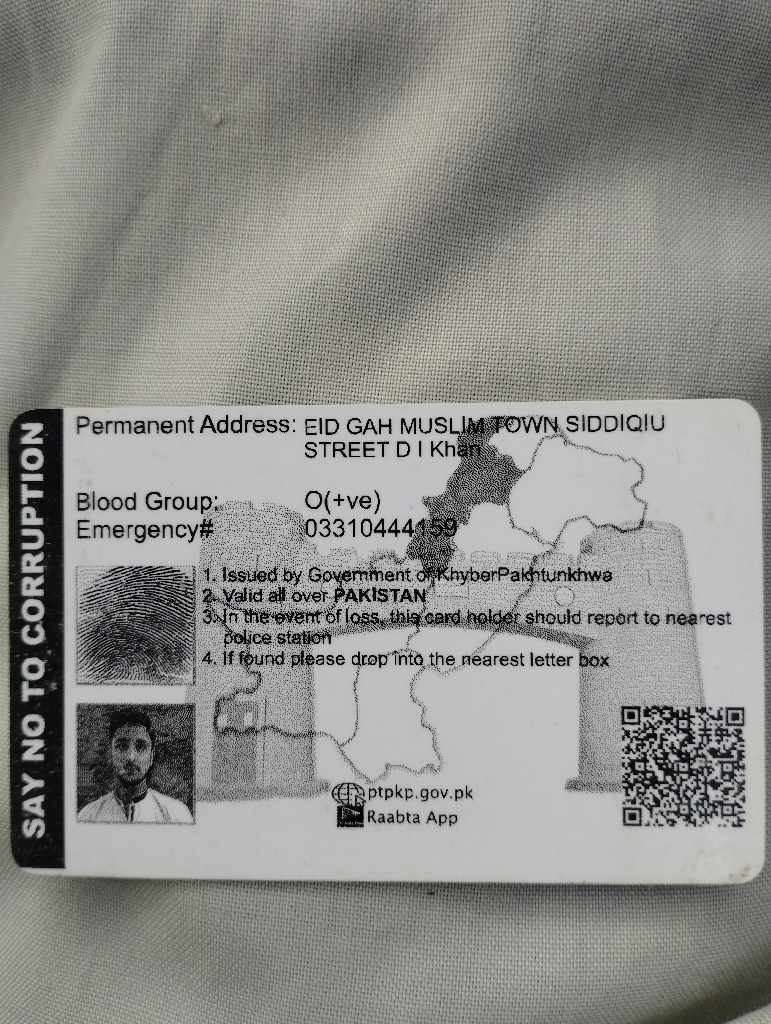 SAY NO TO CORRUPTION
Permanent Address: EID GAH MUSLIM TOWN SIDDIQIU
STREET D I Khan
Blood Group: O(+ve)
Emergency# 03310444159
1. Issued by Government of KhyberPakhtunkhwa
2. Valid all over PAKISTAN
3. In the event of loss, this card holder should report to nearest
police station
4. If found please drop into the nearest letter box
ptpkp.gov.pk
Raabta App